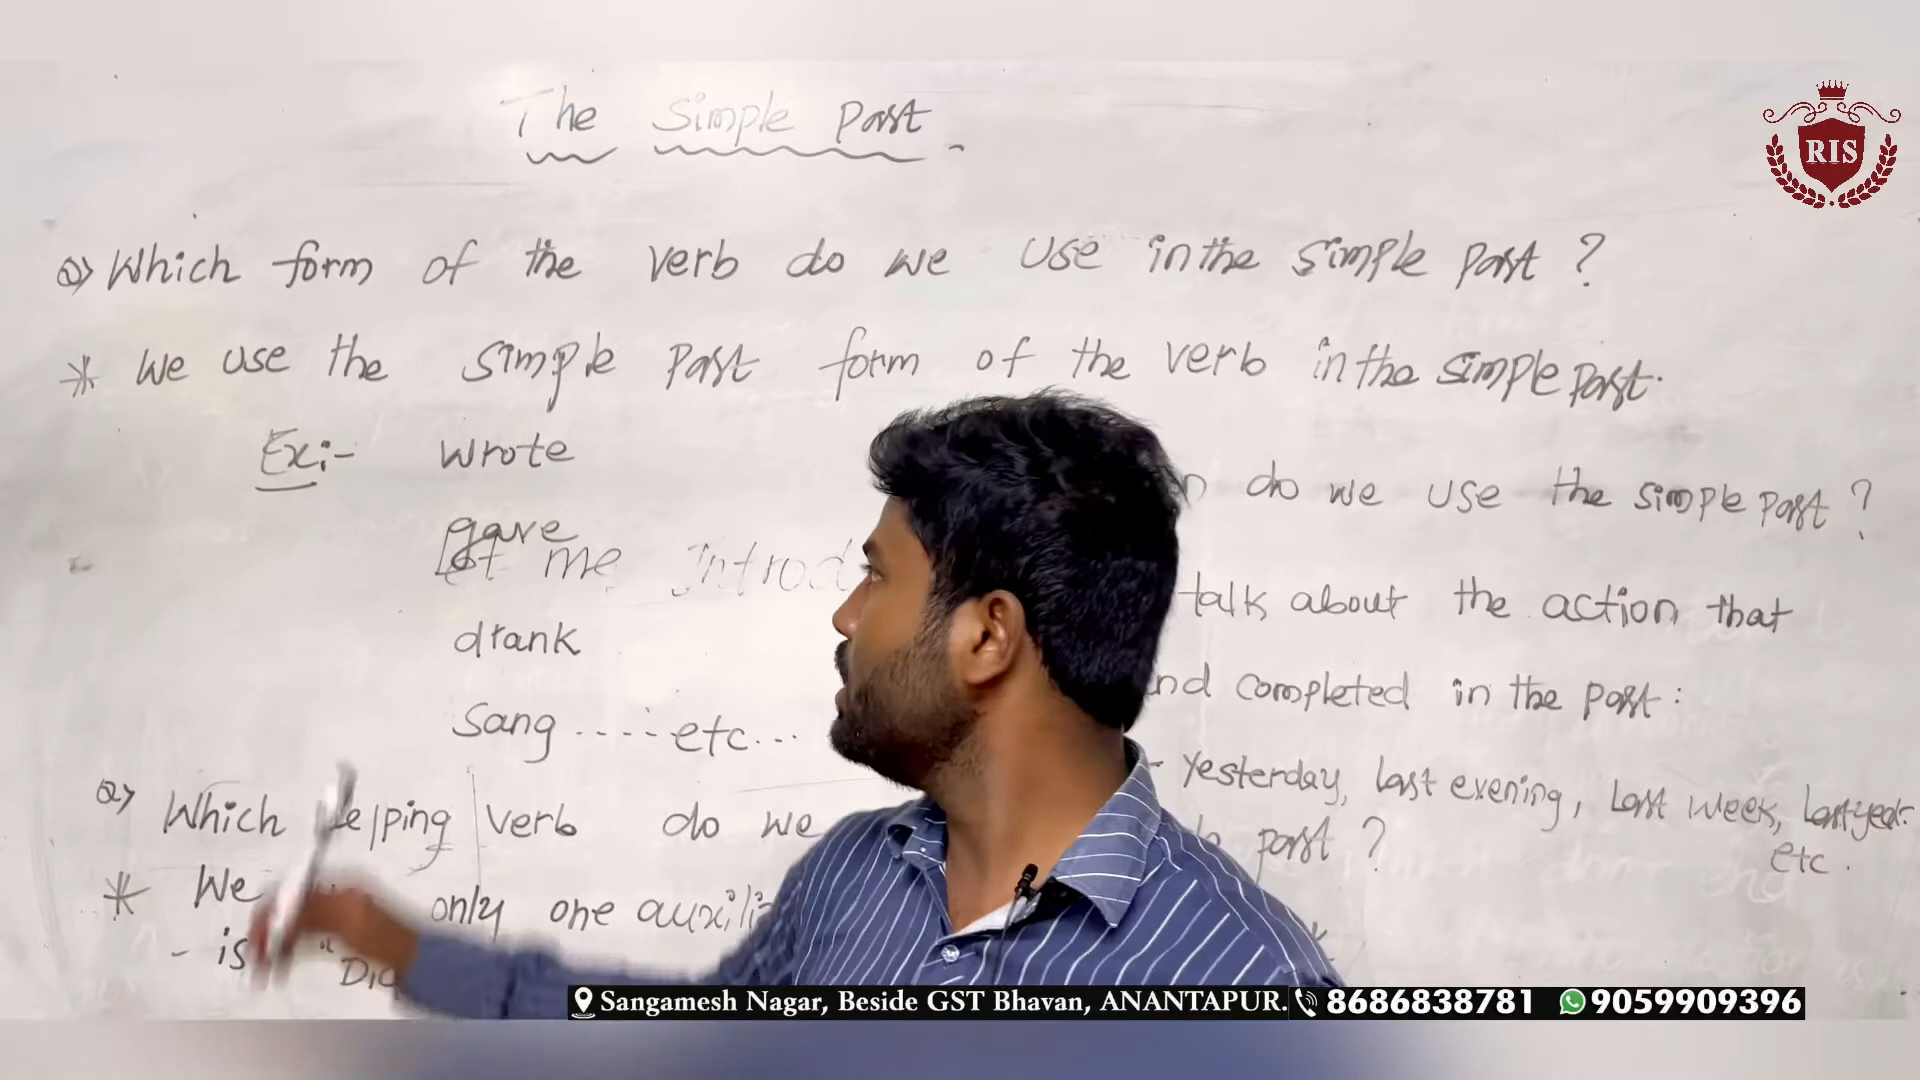 The Simple Past
RIS
Q) Which form of the verb do we use in the simple past ?
* We use the simple past form of the verb in the simple past.
Ex:- wrote
gave
Let me
drank
Sang ..... etc...
do we use the simple past ?
talk about the action that
completed in the past :
- yesterday, last evening, last week, last year.
etc.
Q) Which verb do we past ?
* We only one
- is "Did
Sangamesh Nagar, Beside GST Bhavan, ANANTAPUR. 8686838781 9059909396